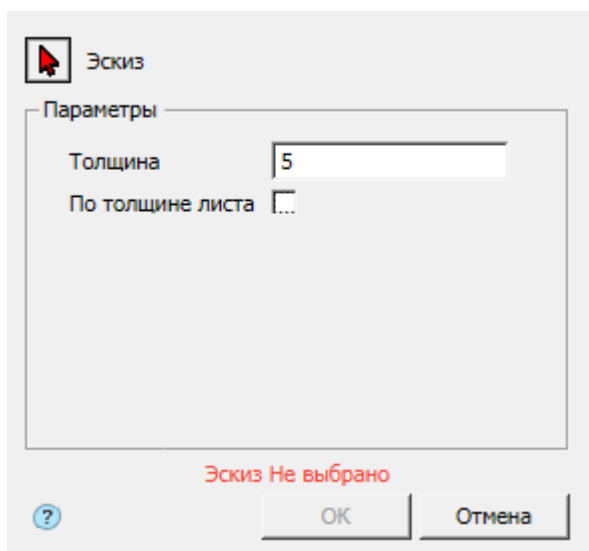 Эскиз
Параметры
Толщина 5
По толщине листа
Эскиз Не выбрано
? OK Отмена